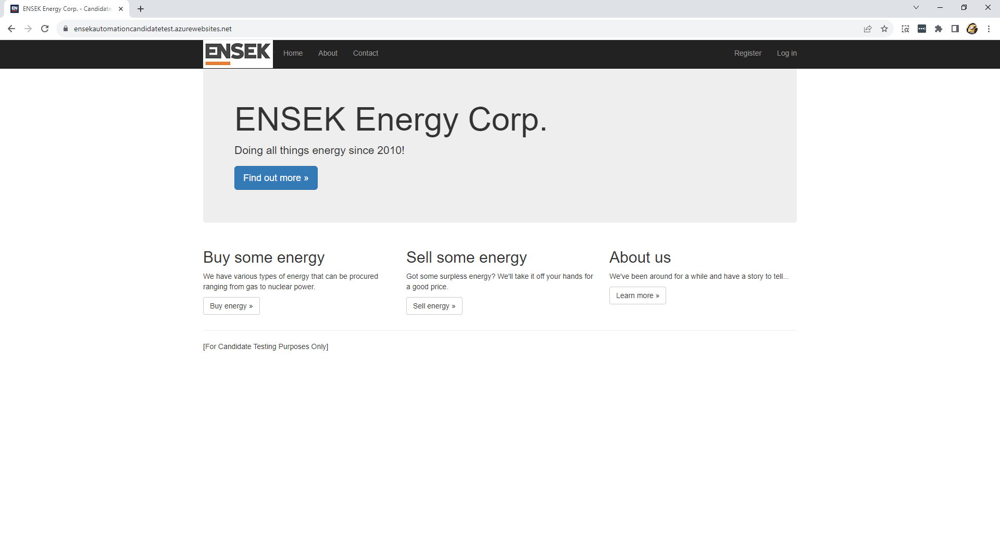 EN ENSEK Energy Corp. - Candidate
ensekautomationcandidatetest.azurewebsites.net
ENSEK Home About Contact Register Log in
ENSEK Energy Corp.
Doing all things energy since 2010!
Find out more »
Buy some energy
We have various types of energy that can be procured
ranging from gas to nuclear power.
Buy energy »
Sell some energy
Got some surpless energy? We'll take it off your hands for
a good price.
Sell energy »
About us
We've been around for a while and have a story to tell...
Learn more »
[For Candidate Testing Purposes Only]